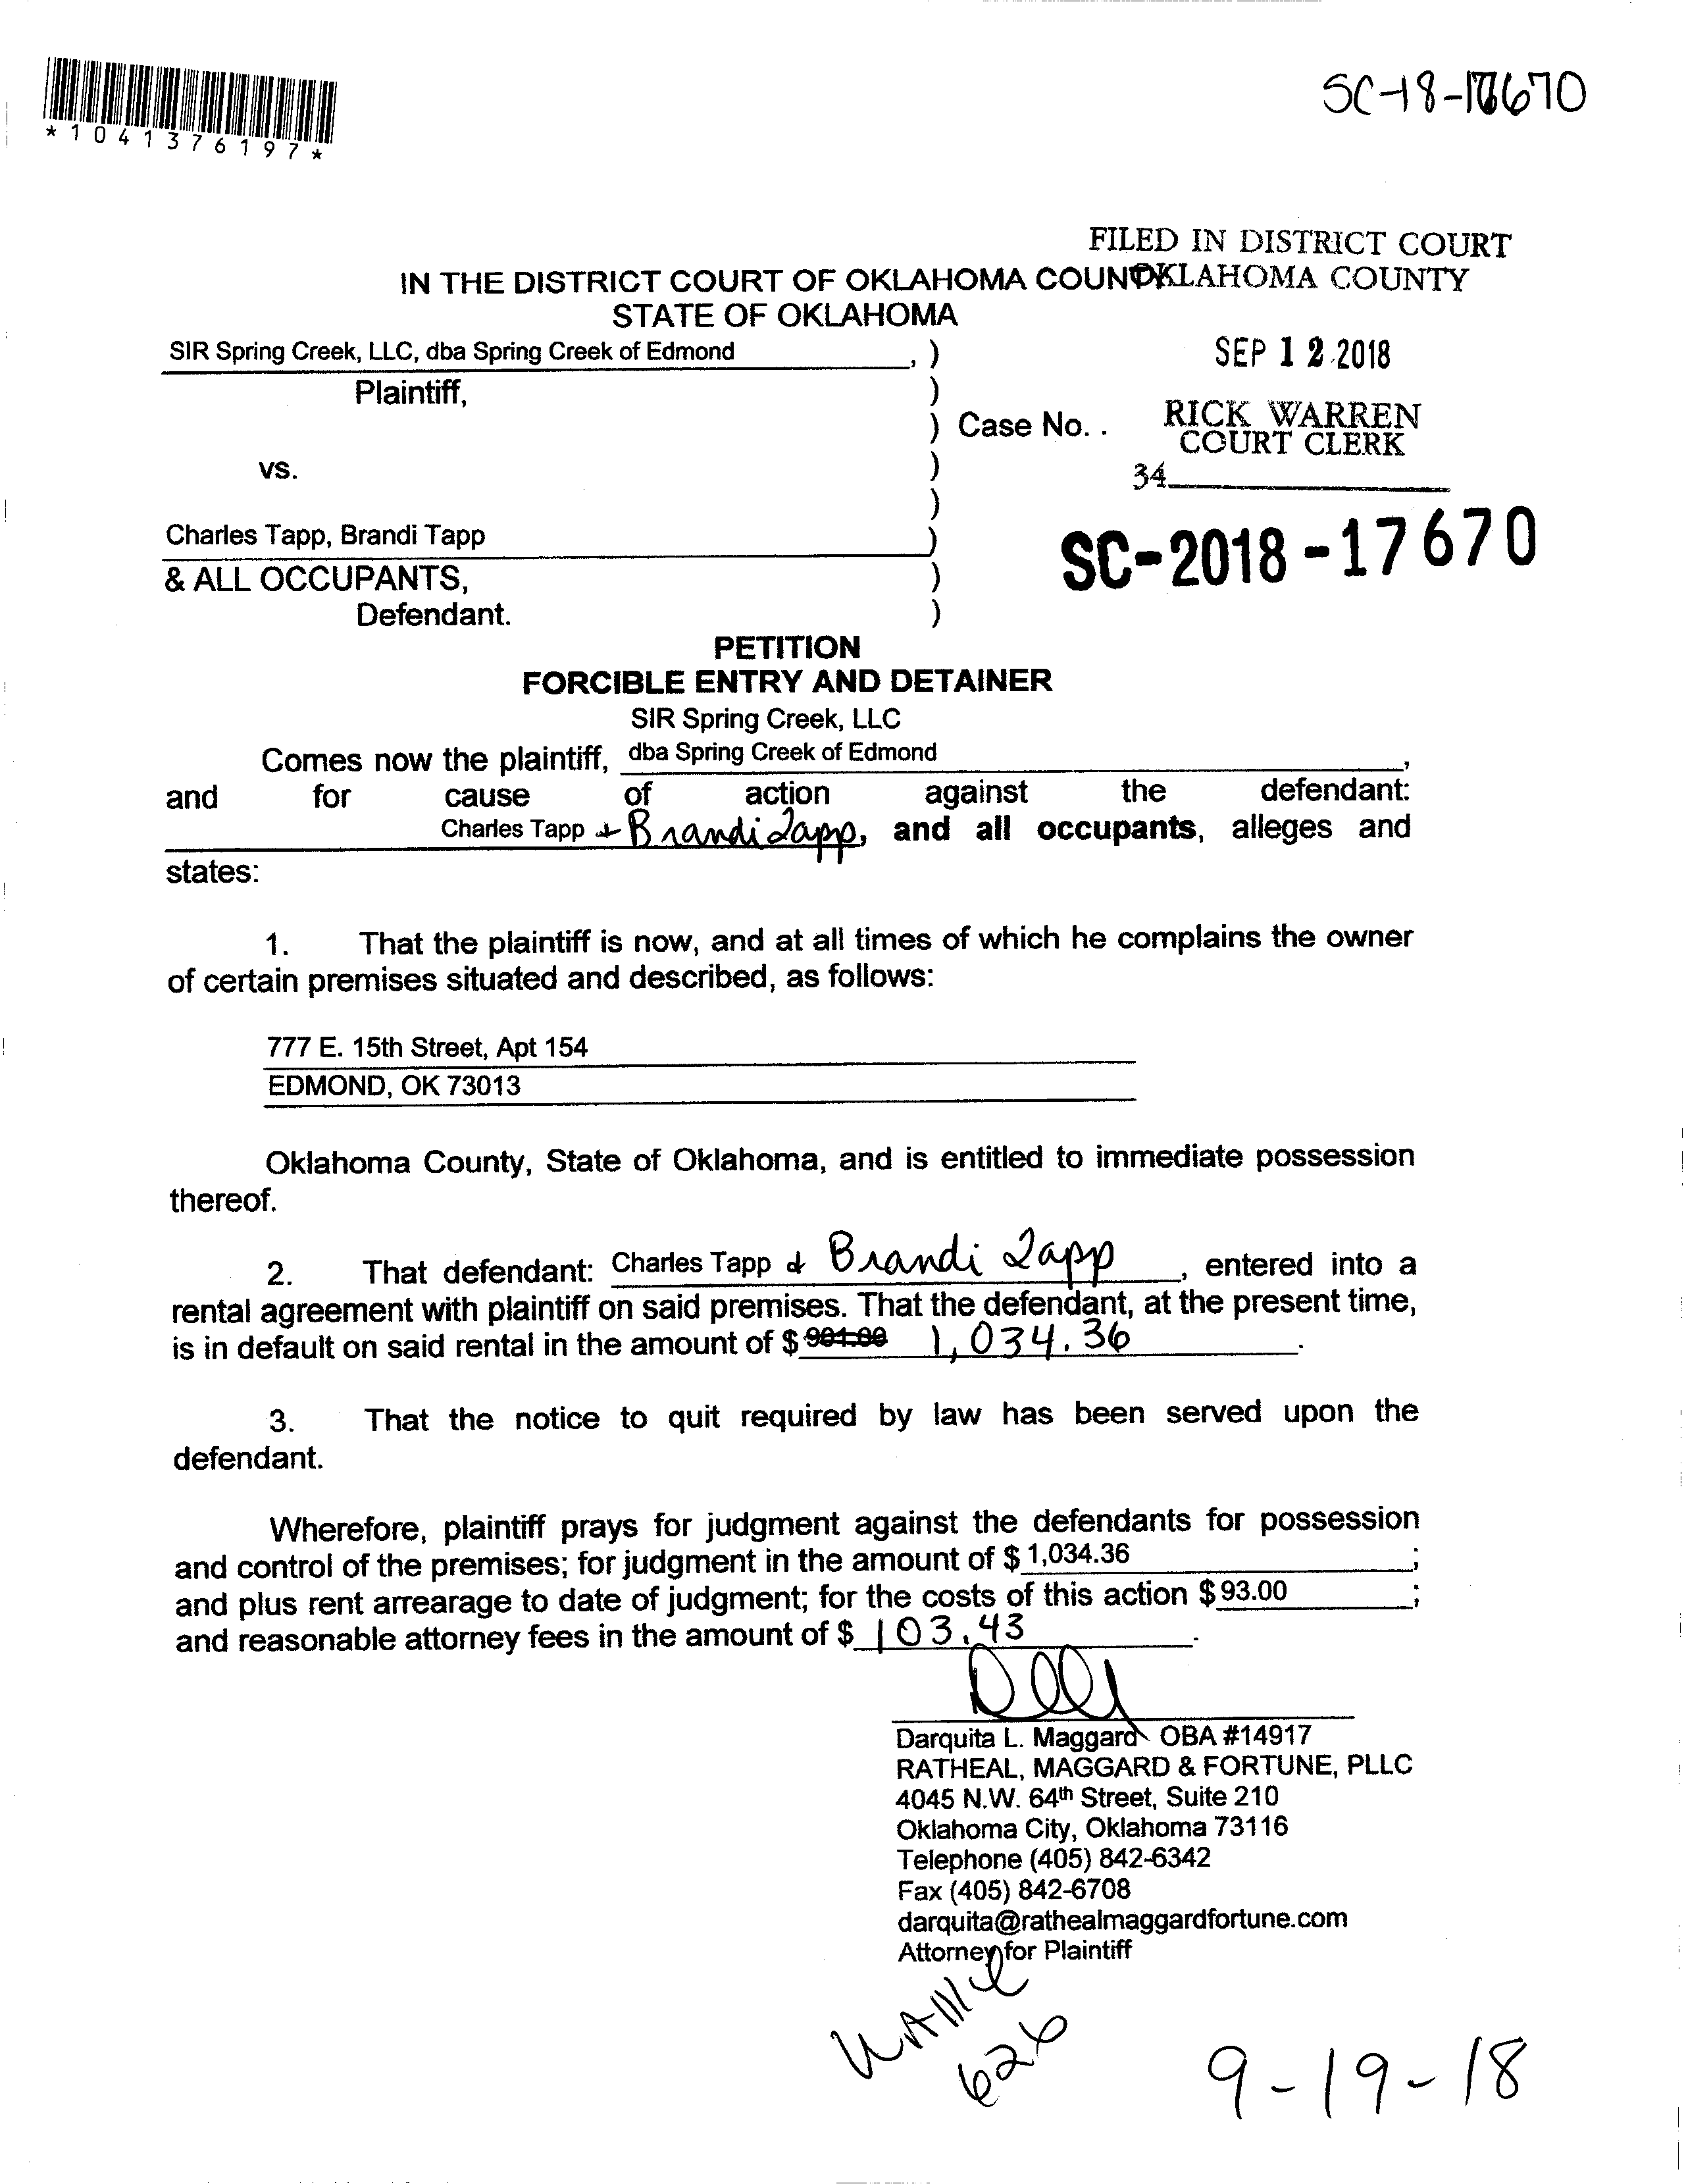 SC-18-17670
*1041376197*
FILED IN DISTRICT COURT
OKLAHOMA COUNTY
IN THE DISTRICT COURT OF OKLAHOMA COUN
STATE OF OKLAHOMA
SIR Spring Creek, LLC, dba Spring Creek of Edmond , )
SEP 12 2018
Plaintiff, )
) Case No. .
RICK WARREN
COURT CLERK
vs. )
34
)
Charles Tapp, Brandi Tapp )
SC-2018-17670
& ALL OCCUPANTS, )
Defendant. )
PETITION
FORCIBLE ENTRY AND DETAINER
SIR Spring Creek, LLC
Comes now the plaintiff, dba Spring Creek of Edmond ,
and for cause of action against the defendant:
Charles Tapp & Brandi Tapp, and all occupants, alleges and
states:
1. That the plaintiff is now, and at all times of which he complains the owner
of certain premises situated and described, as follows:
777 E. 15th Street, Apt 154
EDMOND, OK 73013
Oklahoma County, State of Oklahoma, and is entitled to immediate possession
thereof.
2. That defendant: Charles Tapp & Brandi Tapp , entered into a
rental agreement with plaintiff on said premises. That the defendant, at the present time,
is in default on said rental in the amount of $ 1,034.36 .
3. That the notice to quit required by law has been served upon the
defendant.
Wherefore, plaintiff prays for judgment against the defendants for possession
and control of the premises; for judgment in the amount of $ 1,034.36 ;
and plus rent arrearage to date of judgment; for the costs of this action $ 93.00 ;
and reasonable attorney fees in the amount of $ 103.43 .
Darquita L. Maggard OBA #14917
RATHEAL, MAGGARD & FORTUNE, PLLC
4045 N.W. 64th Street, Suite 210
Oklahoma City, Oklahoma 73116
Telephone (405) 842-6342
Fax (405) 842-6708
darquita@rathealmaggardfortune.com
Attorney for Plaintiff
626
9-19-18